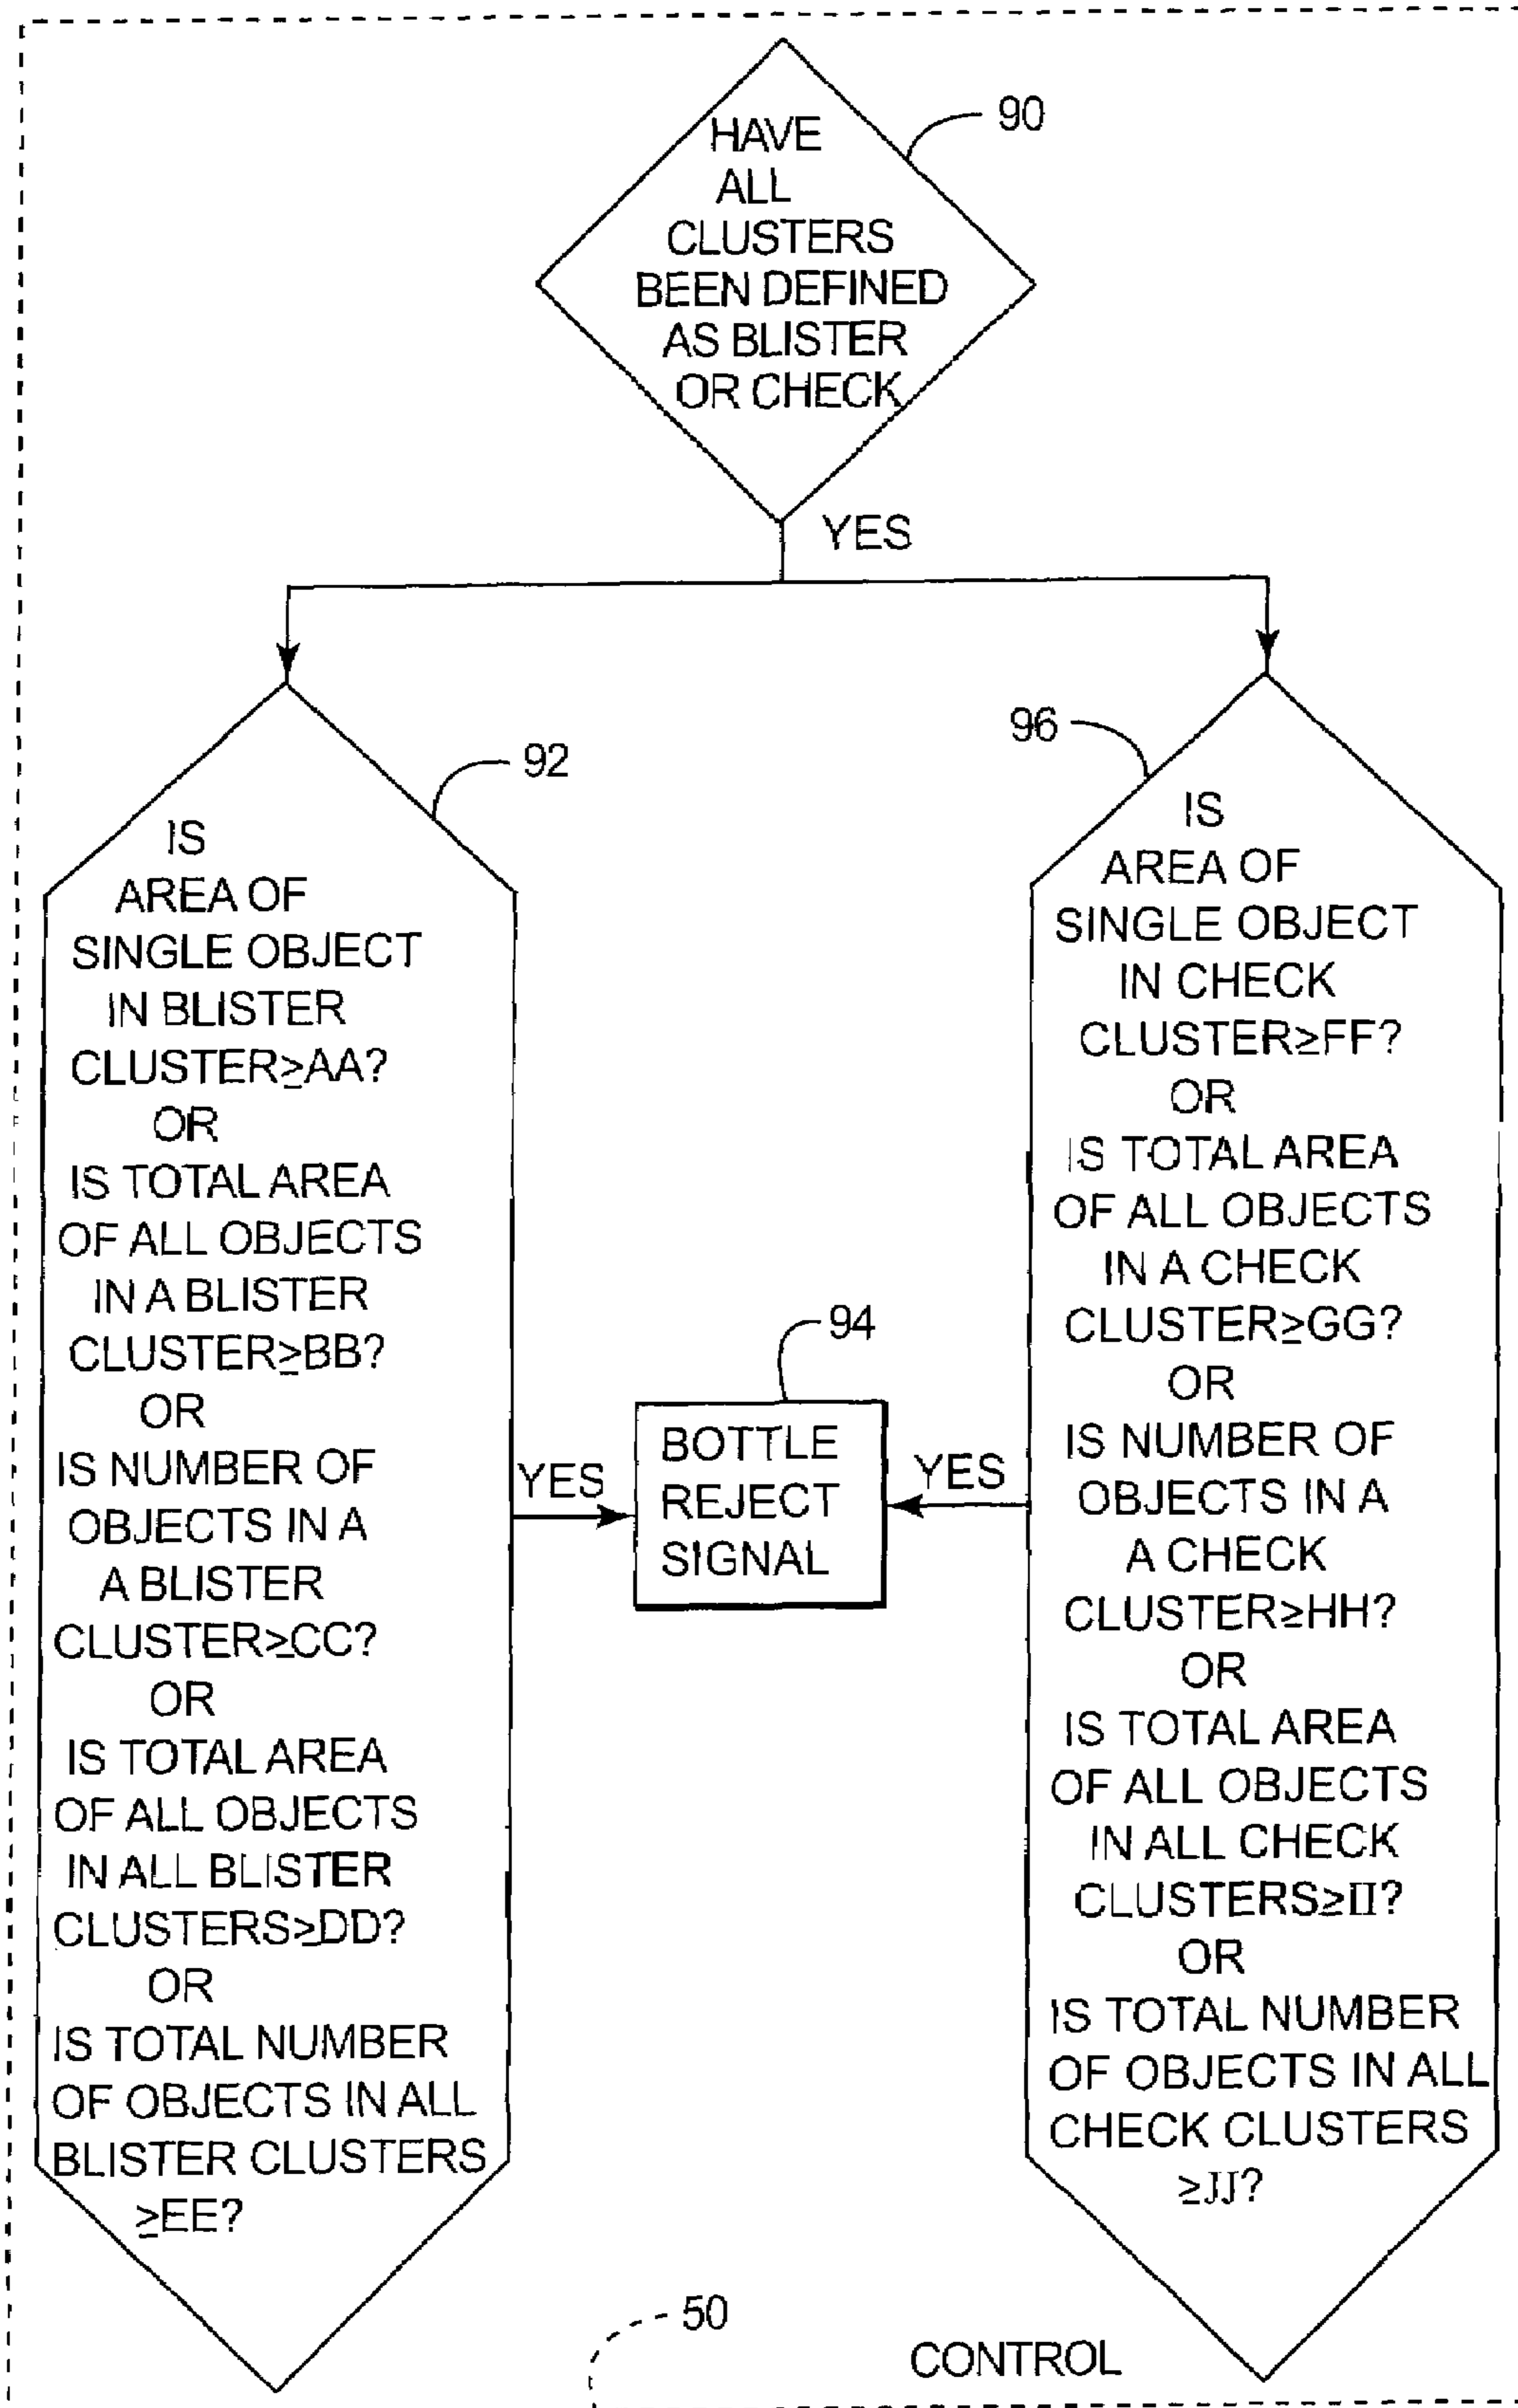 HAVE
ALL
CLUSTERS
BEEN DEFINED
AS BLISTER
OR CHECK
90
YES
92
IS
AREA OF
SINGLE OBJECT
IN BLISTER
CLUSTER≥AA?
OR
IS TOTAL AREA
OF ALL OBJECTS
IN A BLISTER
CLUSTER≥BB?
OR
IS NUMBER OF
OBJECTS IN A
A BLISTER
CLUSTER≥CC?
OR
IS TOTAL AREA
OF ALL OBJECTS
IN ALL BLISTER
CLUSTERS≥DD?
OR
IS TOTAL NUMBER
OF OBJECTS IN ALL
BLISTER CLUSTERS
≥EE?
YES
94
BOTTLE
REJECT
SIGNAL
YES
96
IS
AREA OF
SINGLE OBJECT
IN CHECK
CLUSTER≥FF?
OR
IS TOTAL AREA
OF ALL OBJECTS
IN A CHECK
CLUSTER≥GG?
OR
IS NUMBER OF
OBJECTS IN A
A CHECK
CLUSTER≥HH?
OR
IS TOTAL AREA
OF ALL OBJECTS
IN ALL CHECK
CLUSTERS≥II?
OR
IS TOTAL NUMBER
OF OBJECTS IN ALL
CHECK CLUSTERS
≥JJ?
50
CONTROL